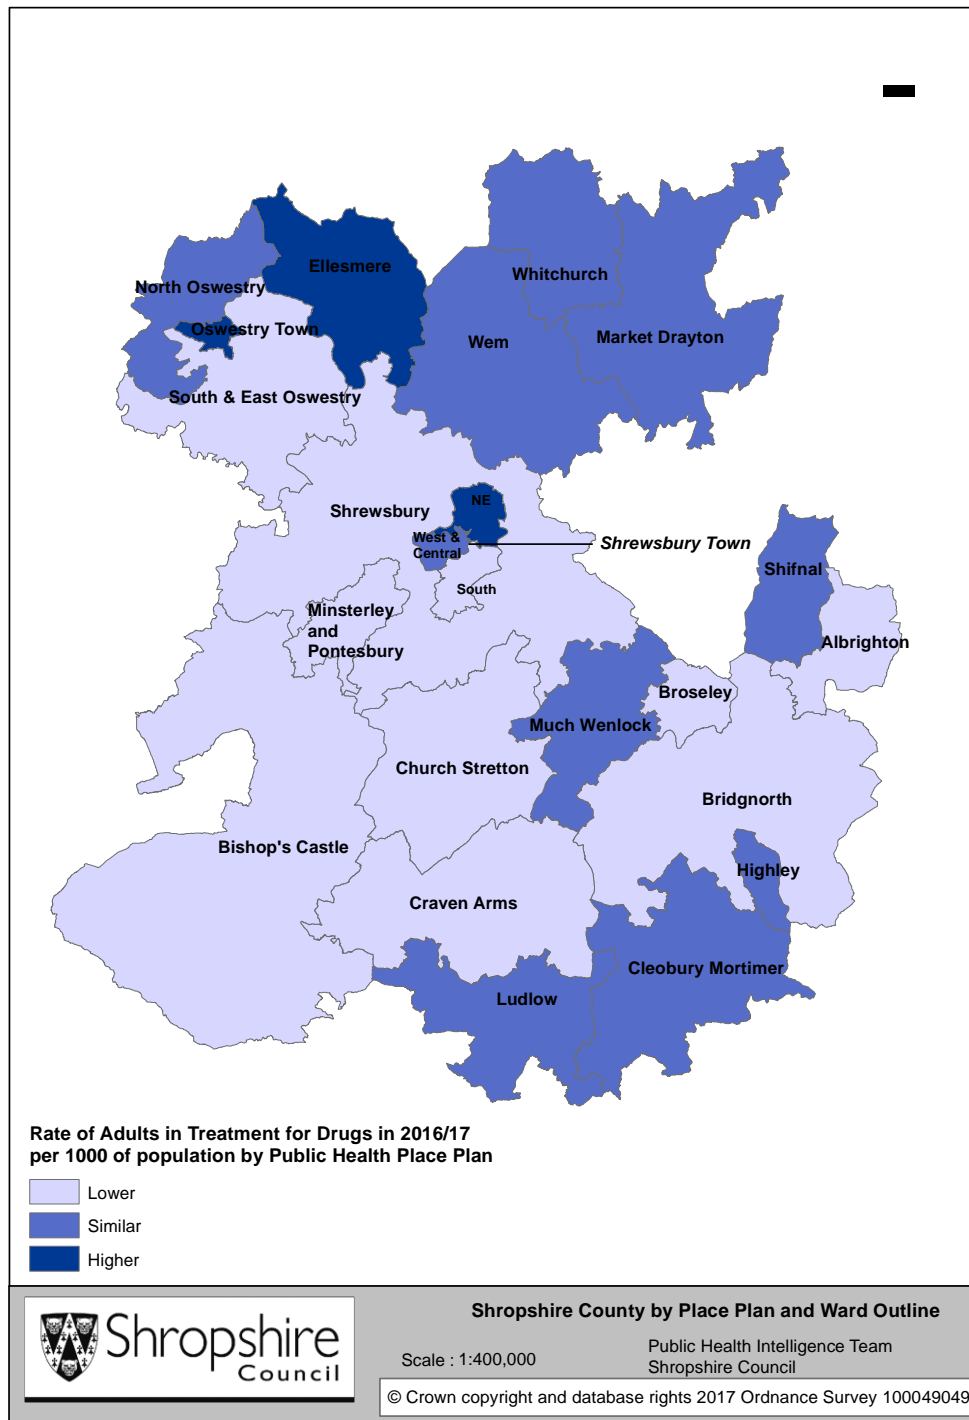 Ellesmere
North Oswestry
Whitchurch
Oswestry Town
Wem
Market Drayton
South & East Oswestry
NE
Shrewsbury
West &
Central
Shrewsbury Town
Shifnal
South
Minsterley
and
Pontesbury
Albrighton
Broseley
Much Wenlock
Church Stretton
Bridgnorth
Bishop's Castle
Highley
Craven Arms
Cleobury Mortimer
Ludlow
Rate of Adults in Treatment for Drugs in 2016/17
per 1000 of population by Public Health Place Plan
Lower
Similar
Higher
Shropshire
Council
Shropshire County by Place Plan and Ward Outline
Scale : 1:400,000
Public Health Intelligence Team
Shropshire Council
© Crown copyright and database rights 2017 Ordnance Survey 100049049